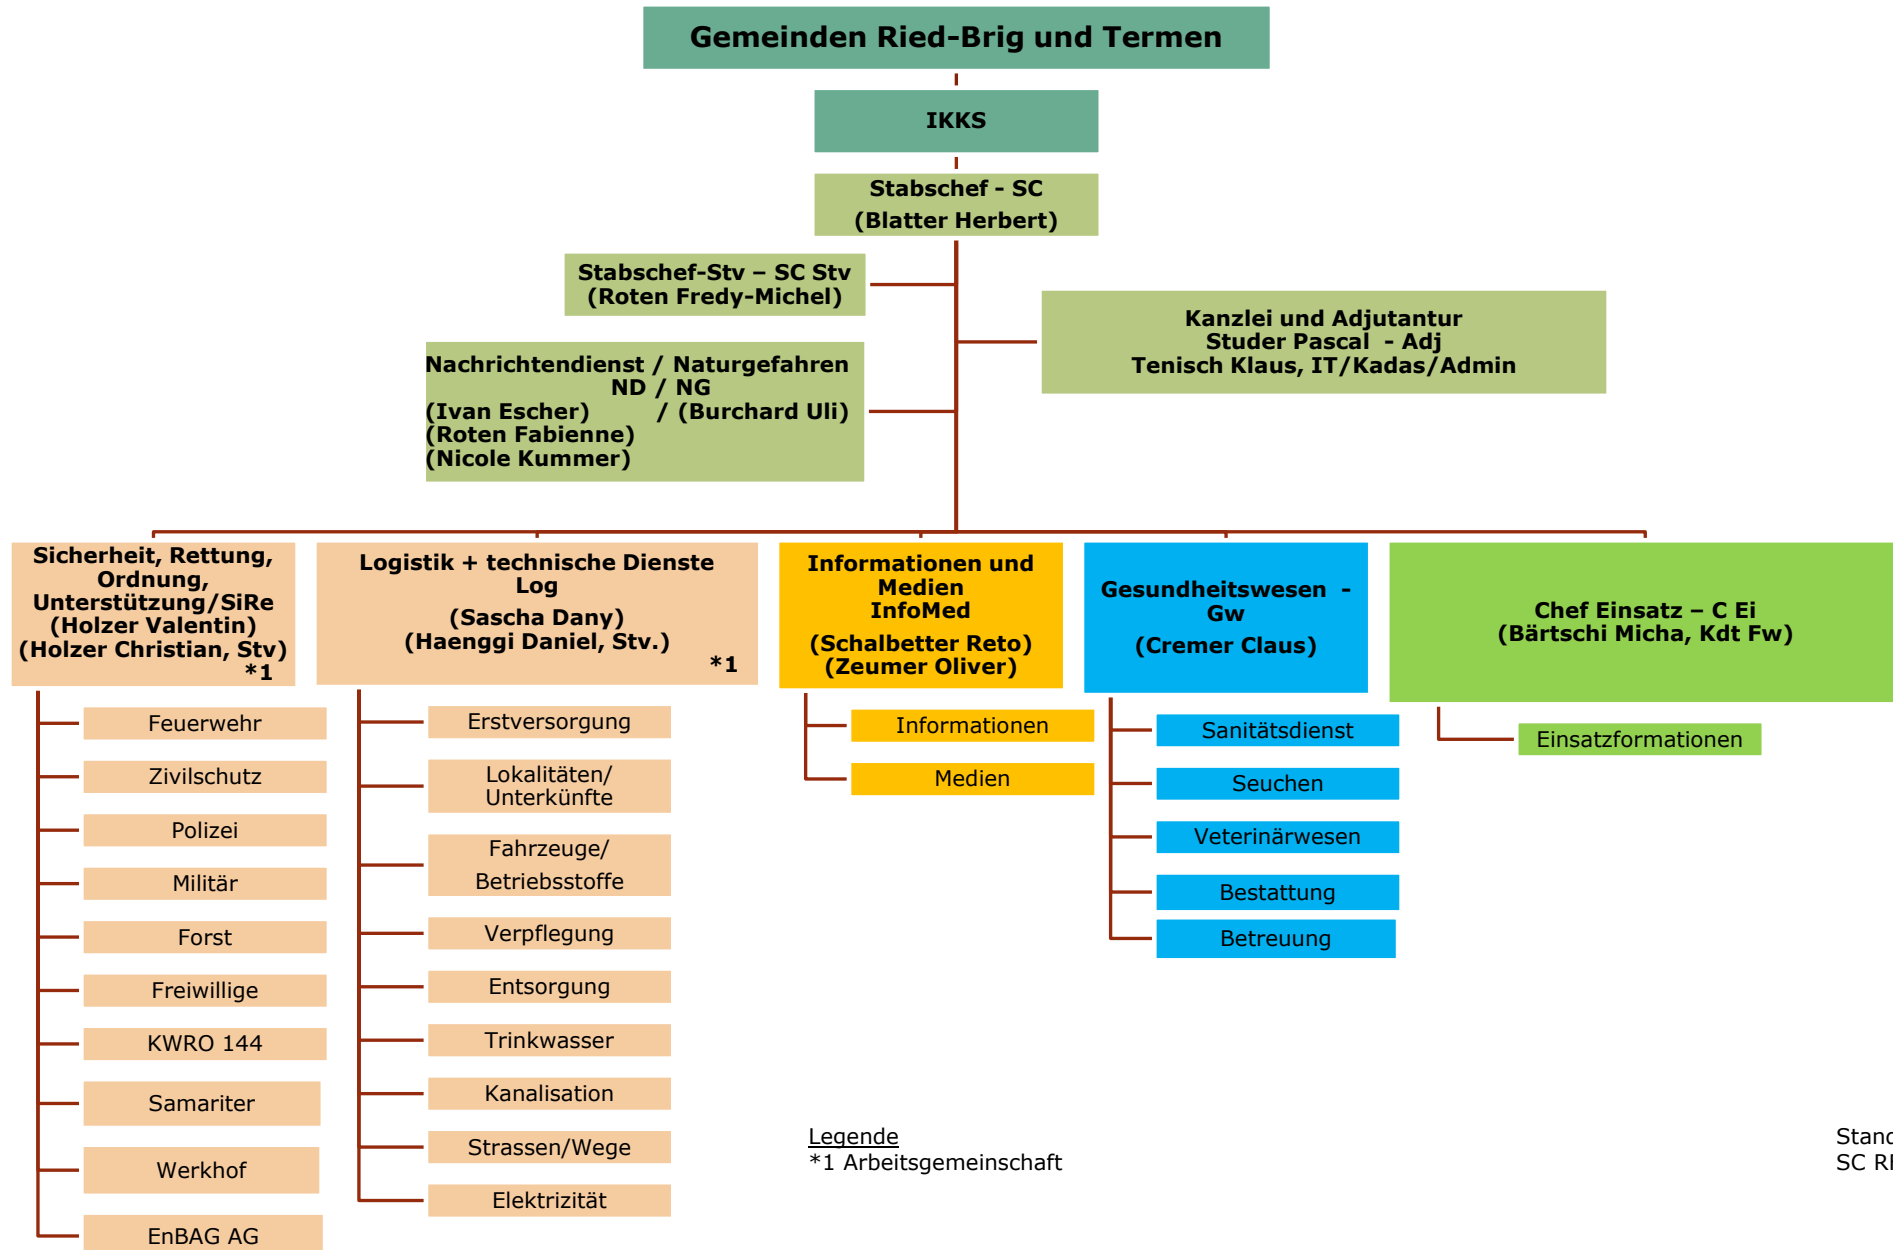 Gemeinden Ried-Brig und Termen
IKKS
Stabschef - SC
(Blatter Herbert)
Stabschef-Stv – SC Stv
(Roten Fredy-Michel)
Kanzlei und Adjutantur
Studer Pascal - Adj
Tenisch Klaus, IT/Kadas/Admin
Nachrichtendienst / Naturgefahren
ND / NG
(Ivan Escher) / (Burchard Uli)
(Roten Fabienne)
(Nicole Kummer)
Sicherheit, Rettung,
Ordnung,
Unterstützung/SiRe
(Holzer Valentin)
(Holzer Christian, Stv)
*1
Feuerwehr
Zivilschutz
Polizei
Militär
Forst
Freiwillige
KWRO 144
Samariter
Werkhof
EnBAG AG
Logistik + technische Dienste
Log
(Sascha Dany)
(Haenggi Daniel, Stv.)
*1
Erstversorgung
Lokalitäten/
Unterkünfte
Fahrzeuge/
Betriebsstoffe
Verpflegung
Entsorgung
Trinkwasser
Kanalisation
Strassen/Wege
Elektrizität
Informationen und
Medien
InfoMed
(Schalbetter Reto)
(Zeumer Oliver)
Informationen
Medien
Gesundheitswesen -
Gw
(Cremer Claus)
Sanitätsdienst
Seuchen
Veterinärwesen
Bestattung
Betreuung
Chef Einsatz – C Ei
(Bärtschi Micha, Kdt Fw)
Einsatzformationen
Legende
*1 Arbeitsgemeinschaft
SC